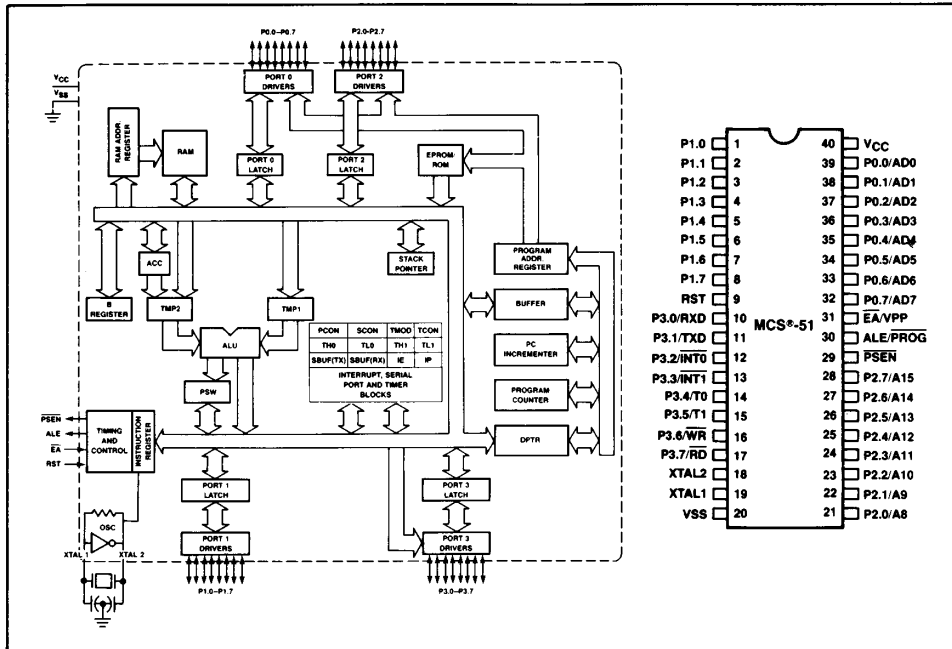 P0.0–P0.7
P2.0–P2.7
VCC
VSS
PORT 0
DRIVERS
PORT 2
DRIVERS
RAM ADDR.
REGISTER
RAM
PORT 0
LATCH
PORT 2
LATCH
EPROM/
ROM
ACC
STACK
POINTER
PROGRAM
ADDR.
REGISTER
B
REGISTER
TMP2
TMP1
BUFFER
ALU
PCON SCON TMOD TCON
TH0 TL0 TH1 TL1
SBUF(TX) SBUF(RX) IE IP
INTERRUPT, SERIAL
PORT AND TIMER
BLOCKS
PC
INCREMENTER
PSW
PROGRAM
COUNTER
PSEN
ALE
EA
RST
TIMING
AND
CONTROL
INSTRUCTION
REGISTER
DPTR
PORT 1
LATCH
PORT 3
LATCH
OSC
XTAL 1
XTAL 2
PORT 1
DRIVERS
PORT 3
DRIVERS
P1.0–P1.7
P3.0–P3.7
P1.0 1 40 VCC
P1.1 2 39 P0.0/AD0
P1.2 3 38 P0.1/AD1
P1.3 4 37 P0.2/AD2
P1.4 5 36 P0.3/AD3
P1.5 6 35 P0.4/AD4
P1.6 7 34 P0.5/AD5
P1.7 8 33 P0.6/AD6
RST 9 32 P0.7/AD7
P3.0/RXD 10 31 EA/VPP
MCS®-51
P3.1/TXD 11 30 ALE/PROG
P3.2/INT0 12 29 PSEN
P3.3/INT1 13 28 P2.7/A15
P3.4/T0 14 27 P2.6/A14
P3.5/T1 15 26 P2.5/A13
P3.6/WR 16 25 P2.4/A12
P3.7/RD 17 24 P2.3/A11
XTAL2 18 23 P2.2/A10
XTAL1 19 22 P2.1/A9
VSS 20 21 P2.0/A8